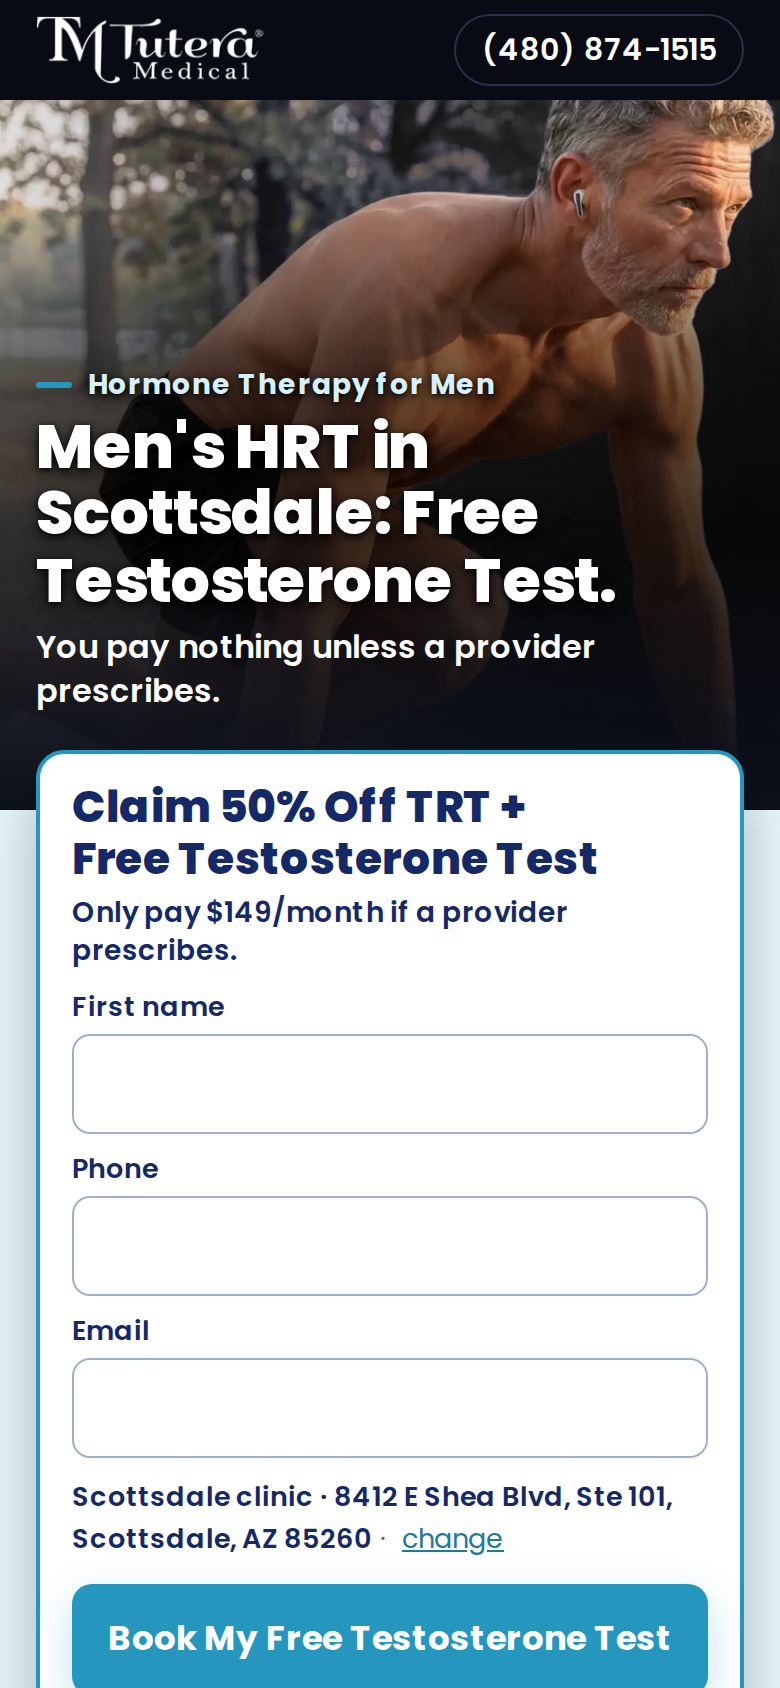 TM Tutera®
Medical
(480) 874-1515
Hormone Therapy for Men
Men's HRT in
Scottsdale: Free
Testosterone Test.
You pay nothing unless a provider
prescribes.
Claim 50% Off TRT +
Free Testosterone Test
Only pay $149/month if a provider
prescribes.
First name
Phone
Email
Scottsdale clinic · 8412 E Shea Blvd, Ste 101,
Scottsdale, AZ 85260 · change
Book My Free Testosterone Test